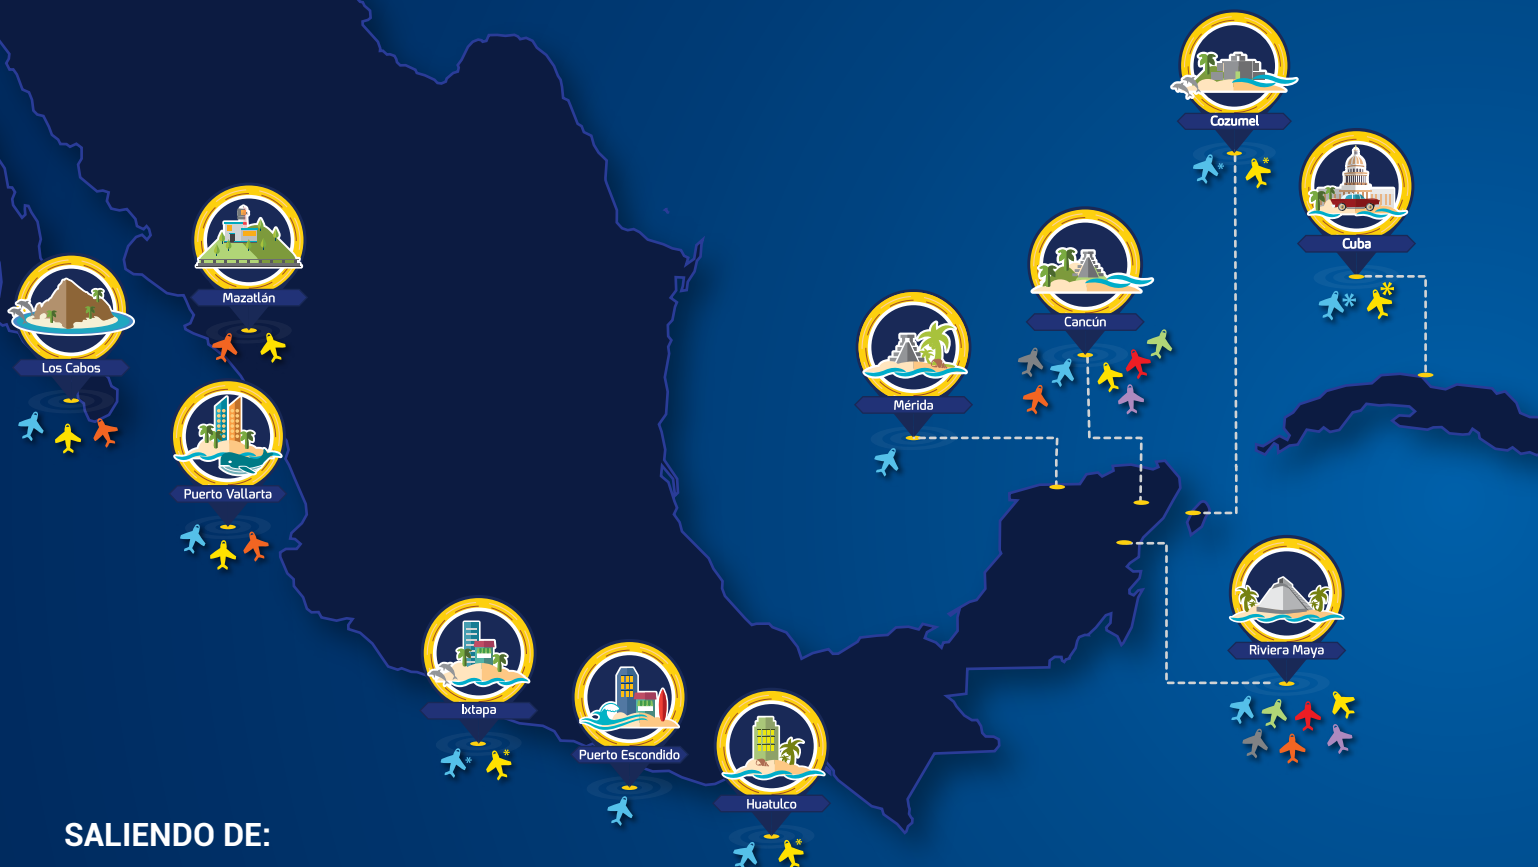 Cozumel
Cuba
Mazatlán
Cancún
Los Cabos
Mérida
Puerto Vallarta
Riviera Maya
Ixtapa
Puerto Escondido
Huatulco
SALIENDO DE: